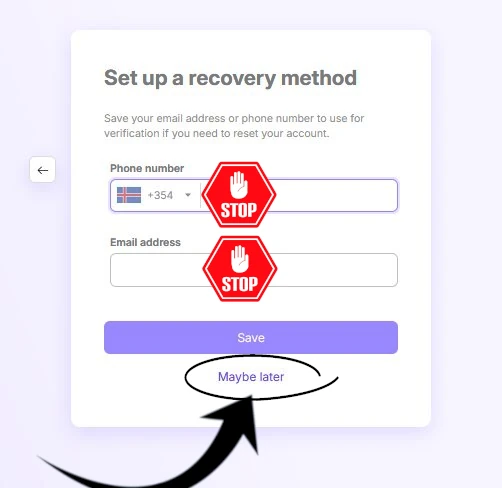 Set up a recovery method
Save your email address or phone number to use for
verification if you need to reset your account.
Phone number
+354
STOP
Email address
STOP
Save
Maybe later